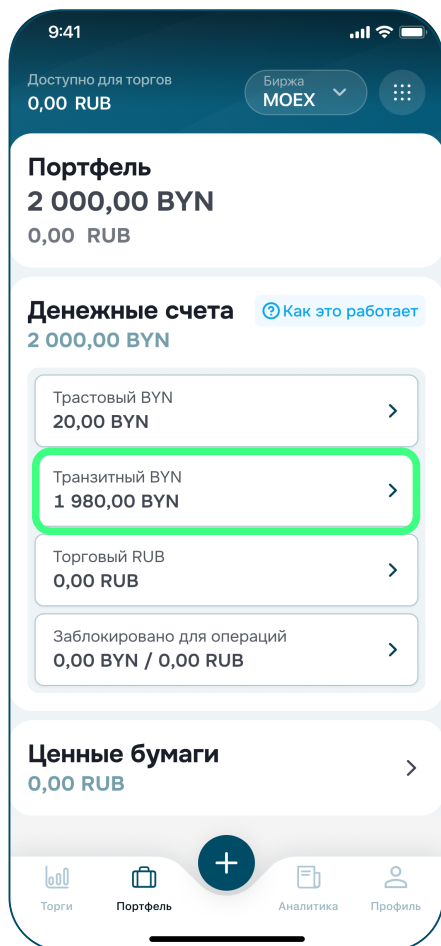 9:41
Доступно для торгов
0,00 RUB
Биржа
MOEX
Портфель
2 000,00 BYN
0,00 RUB
Денежные счета
Как это работает
2 000,00 BYN
Трастовый BYN
20,00 BYN
Транзитный BYN
1 980,00 BYN
Торговый RUB
0,00 RUB
Заблокировано для операций
0,00 BYN / 0,00 RUB
Ценные бумаги
0,00 RUB
Торги
Портфель
Аналитика
Профиль